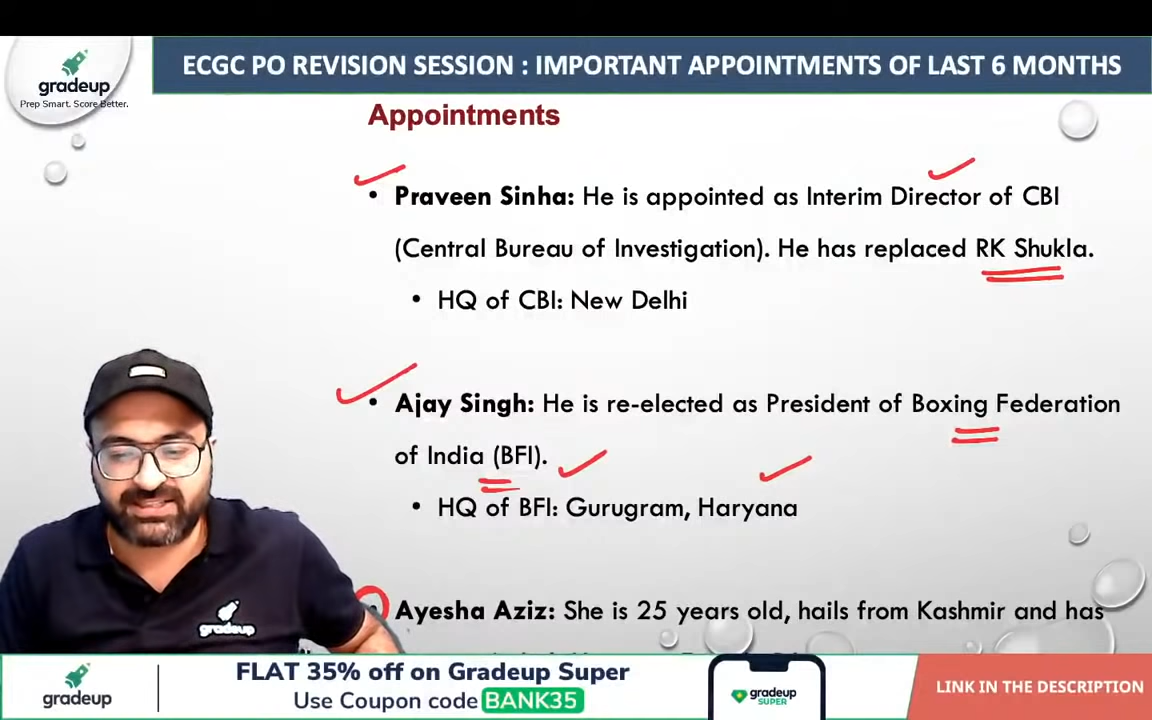 gradeup
Prep Smart. Score Better.
ECGC PO REVISION SESSION : IMPORTANT APPOINTMENTS OF LAST 6 MONTHS
Appointments
• Praveen Sinha: He is appointed as Interim Director of CBI
(Central Bureau of Investigation). He has replaced RK Shukla.
• HQ of CBI: New Delhi
• Ajay Singh: He is re-elected as President of Boxing Federation
of India (BFI).
• HQ of BFI: Gurugram, Haryana
Ayesha Aziz: She is 25 years old, hails from Kashmir and has
gradeup
gradeup
FLAT 35% off on Gradeup Super
Use Coupon code BANK35
gradeup
SUPER
LINK IN THE DESCRIPTION